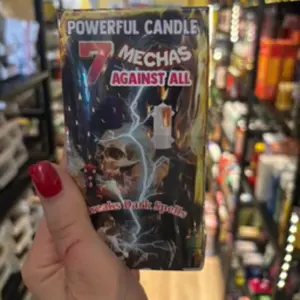 POWERFUL CANDLE
7 MECHAS
AGAINST ALL
Breaks Dark Spells